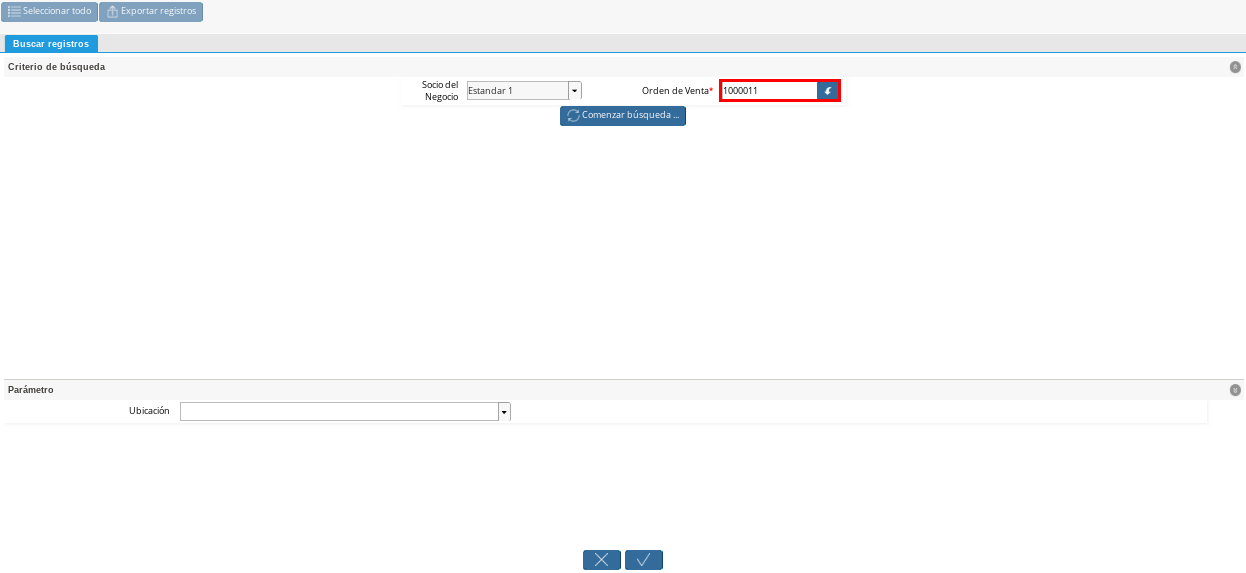 Seleccionar todo Exportar registros
Buscar registros
Criterio de búsqueda
Socio del
Negocio
Estandar 1
Orden de Venta* 1000011
Comenzar búsqueda ...
Parámetro
Ubicación